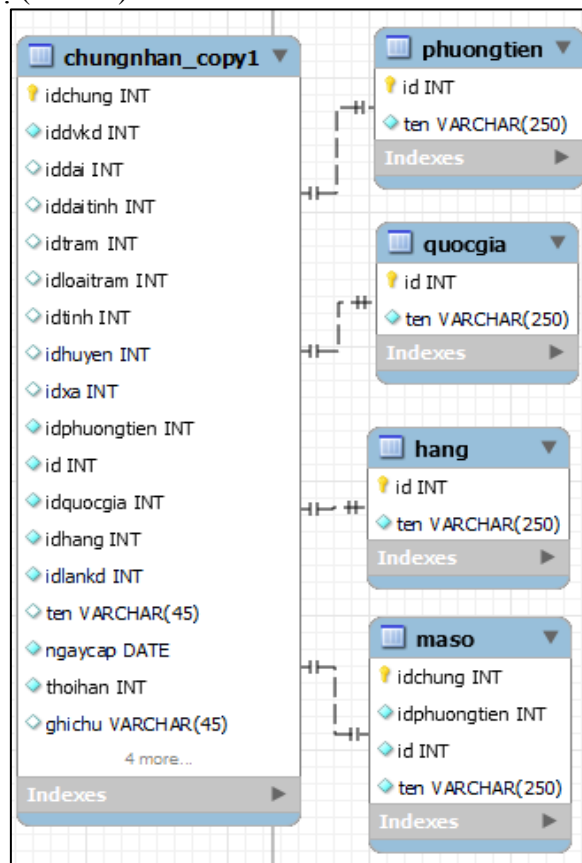 chungnhan_copy1
idchung INT
iddvkd INT
iddai INT
iddaitinh INT
idtram INT
idloaitram INT
idtinh INT
idhuyen INT
idxa INT
idphuongtien INT
id INT
idquocgia INT
idhang INT
idlankd INT
ten VARCHAR(45)
ngaycap DATE
thoihan INT
ghichu VARCHAR(45)
4 more...
Indexes
phuongtien
id INT
ten VARCHAR(250)
Indexes
quocgia
id INT
ten VARCHAR(250)
Indexes
hang
id INT
ten VARCHAR(250)
Indexes
maso
idchung INT
idphuongtien INT
id INT
ten VARCHAR(250)
Indexes